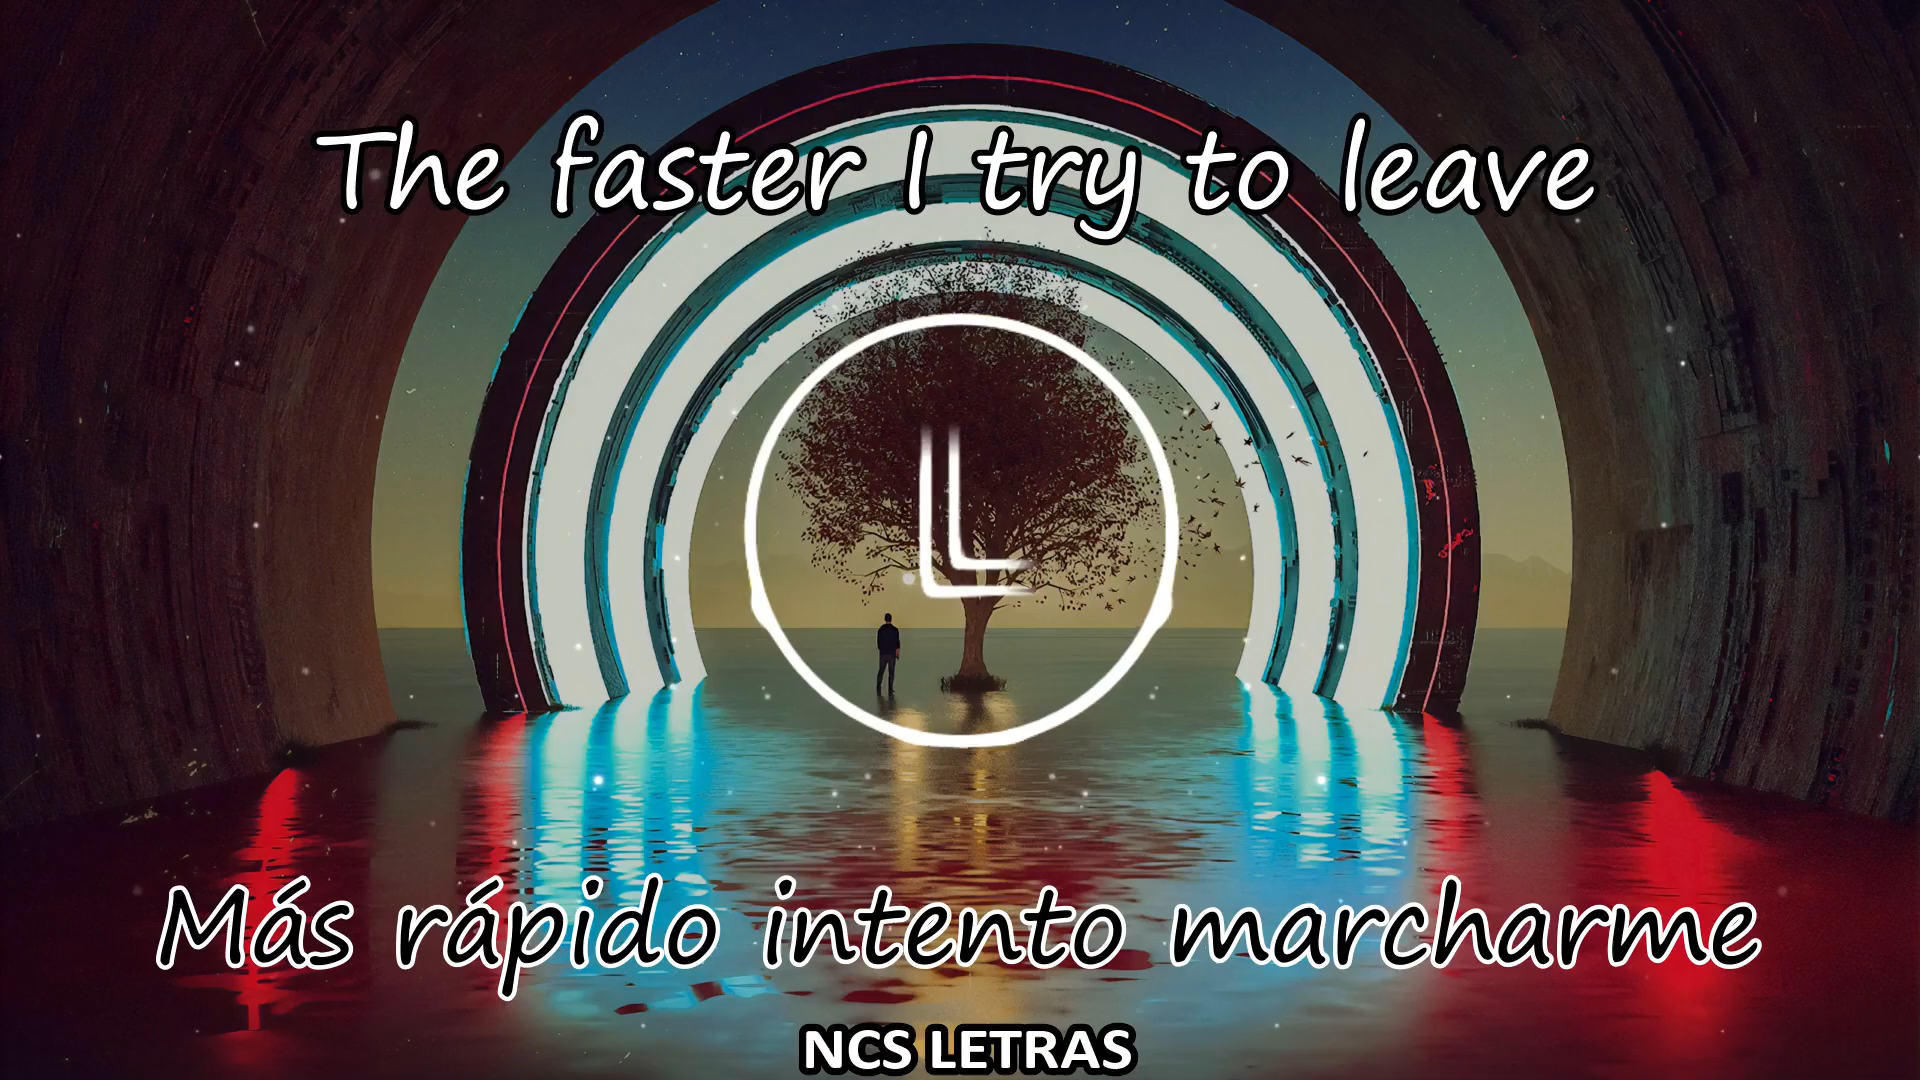 The faster I try to leave
L
Más rápido intento marcharme
NCS LETRAS